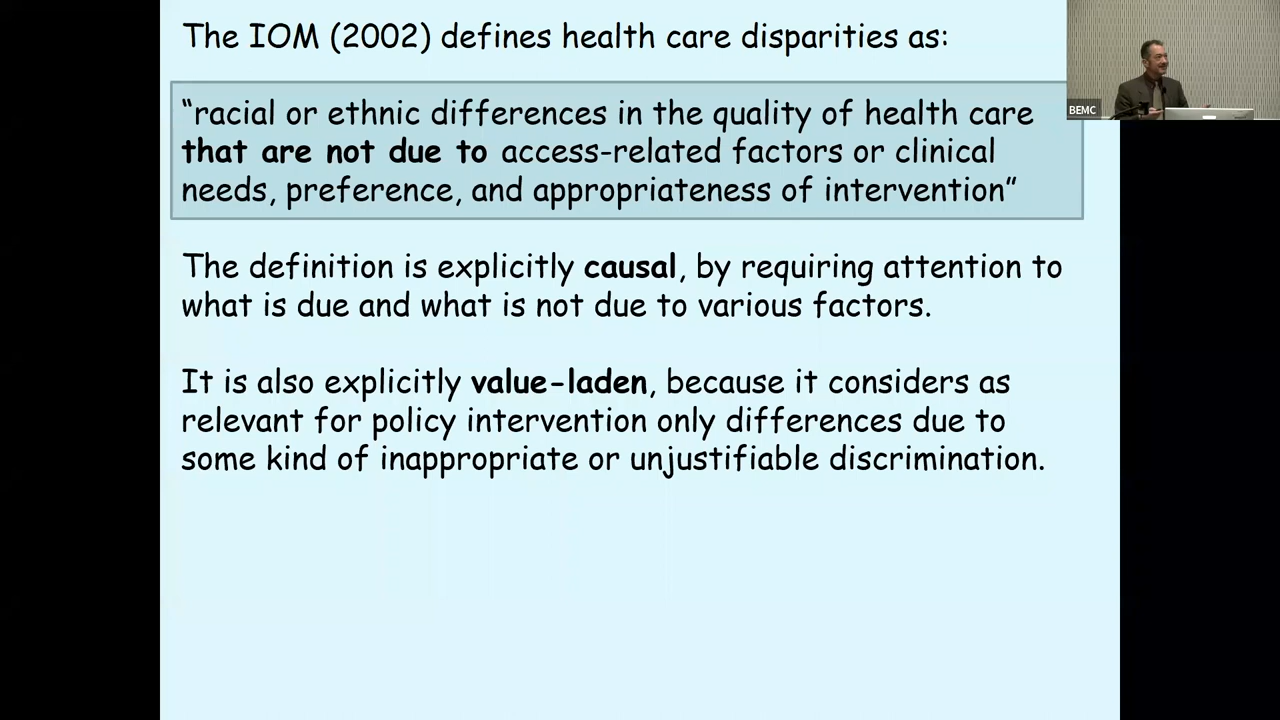 The IOM (2002) defines health care disparities as:
“racial or ethnic differences in the quality of health care
that are not due to access-related factors or clinical
needs, preference, and appropriateness of intervention”
The definition is explicitly causal, by requiring attention to
what is due and what is not due to various factors.
It is also explicitly value-laden, because it considers as
relevant for policy intervention only differences due to
some kind of inappropriate or unjustifiable discrimination.
BEMC